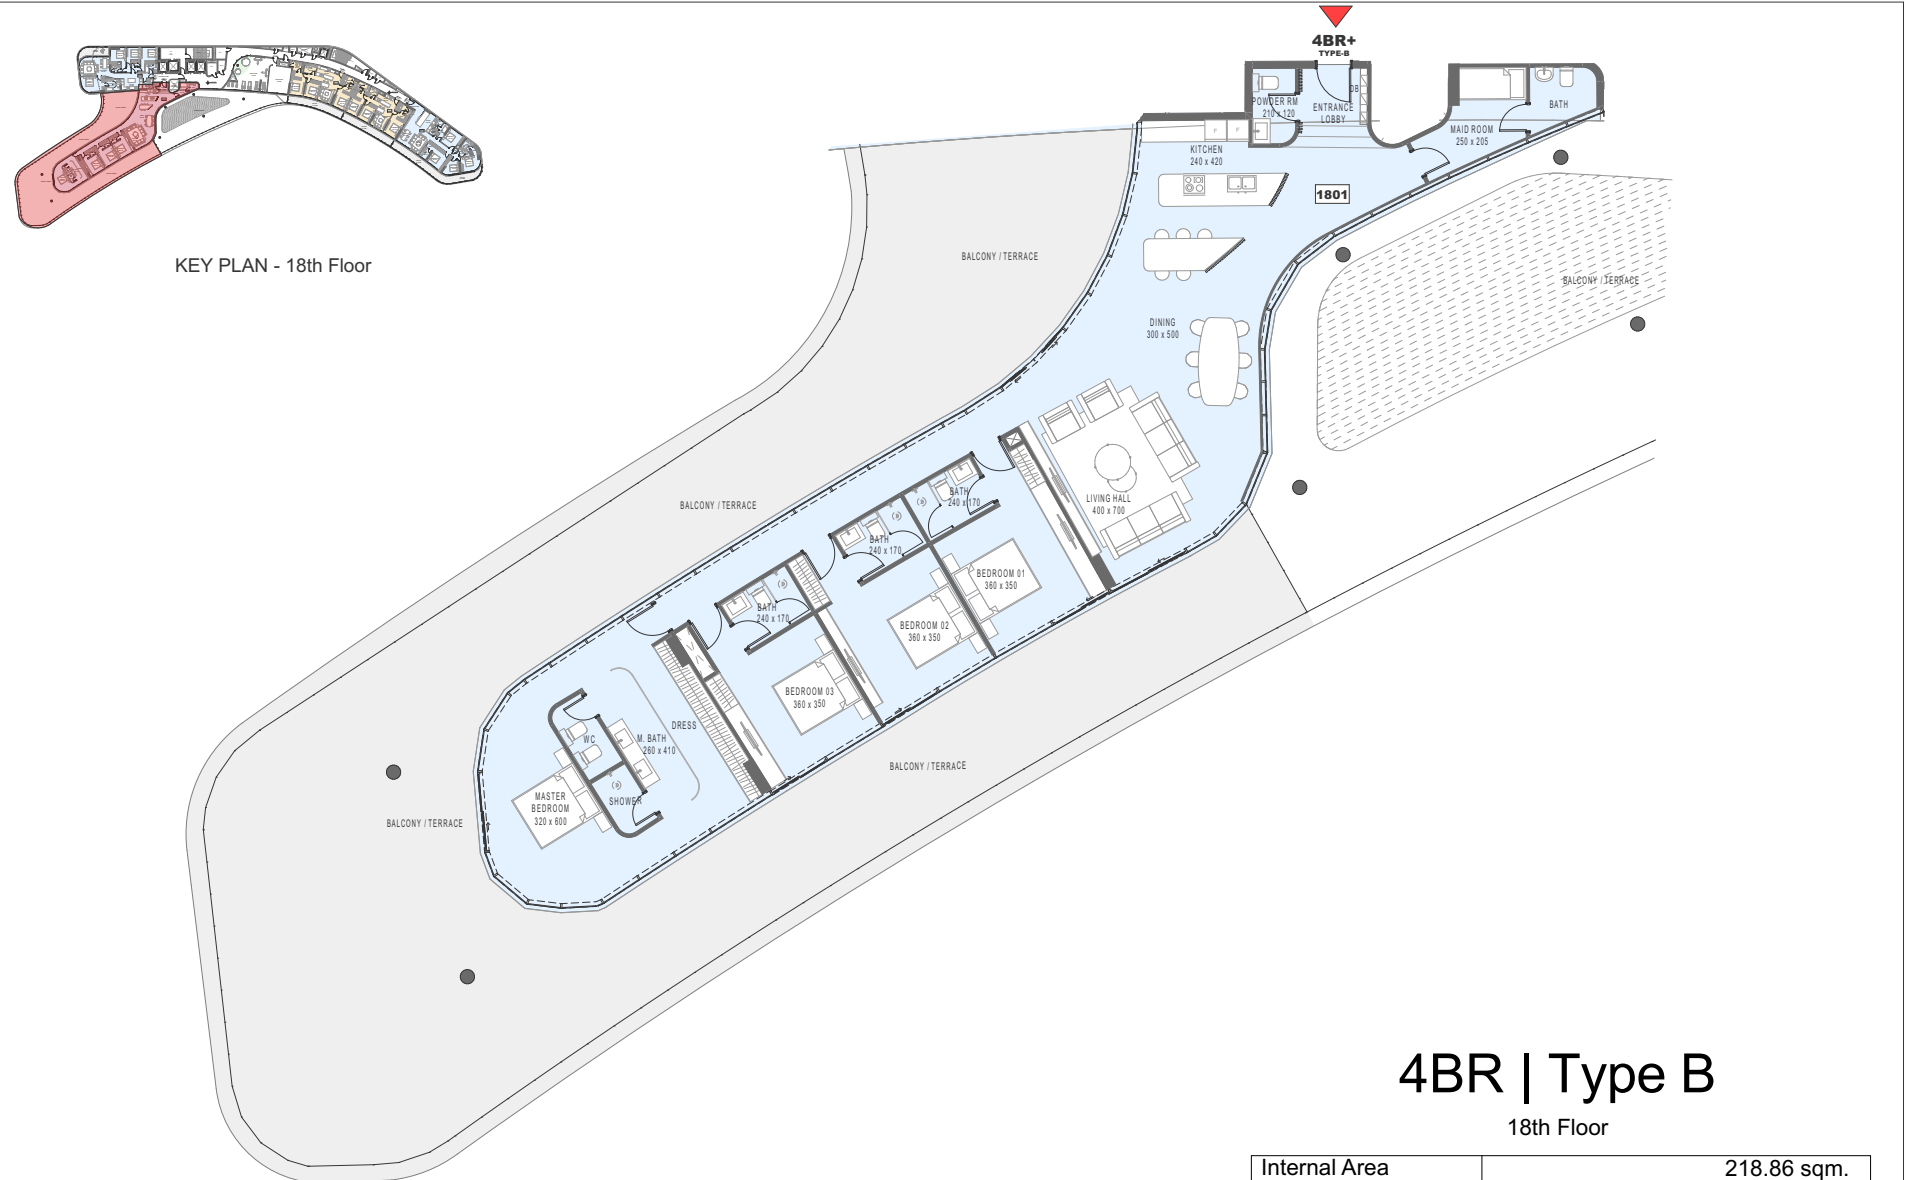 4BR+
TYPE-B
POWDER RM
210 x 120
ENTRANCE
LOBBY
DB
BATH
MAID ROOM
250 x 205
F F
KITCHEN
240 x 420
1801
KEY PLAN - 18th Floor
BALCONY / TERRACE
BALCONY / TERRACE
DINING
300 x 500
BALCONY / TERRACE
BATH
240 x 170
LIVING HALL
400 x 700
BATH
240 x 170
BEDROOM 01
360 x 350
BATH
240 x 170
BEDROOM 02
360 x 350
BEDROOM 03
360 x 350
DRESS
WC
M. BATH
260 x 410
BALCONY / TERRACE
MASTER
BEDROOM
320 x 600
SHOWER
BALCONY / TERRACE
4BR | Type B
18th Floor
Internal Area 218.86 sqm.